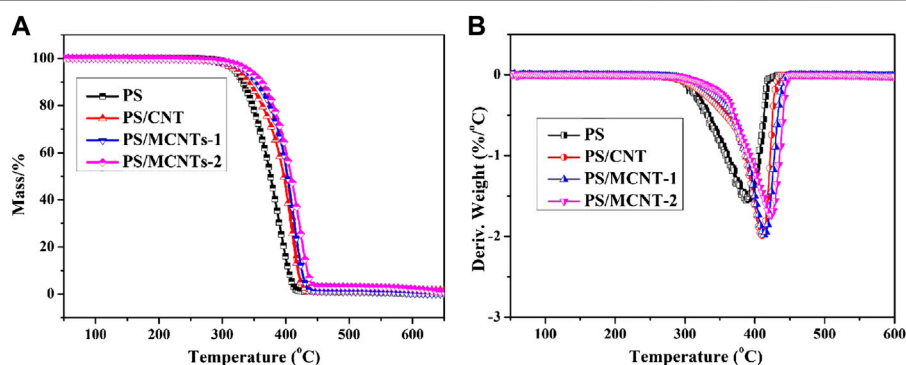 A
100
80
60
40
20
0
Mass/%
PS
PS/CNT
PS/MCNTs-1
PS/MCNTs-2
100
200
300
400
500
600
Temperature (°C)
B
0
-1
-2
-3
Deriv. Weight (%/°C)
PS
PS/CNT
PS/MCNT-1
PS/MCNT-2
100
200
300
400
500
600
Temperature (°C)